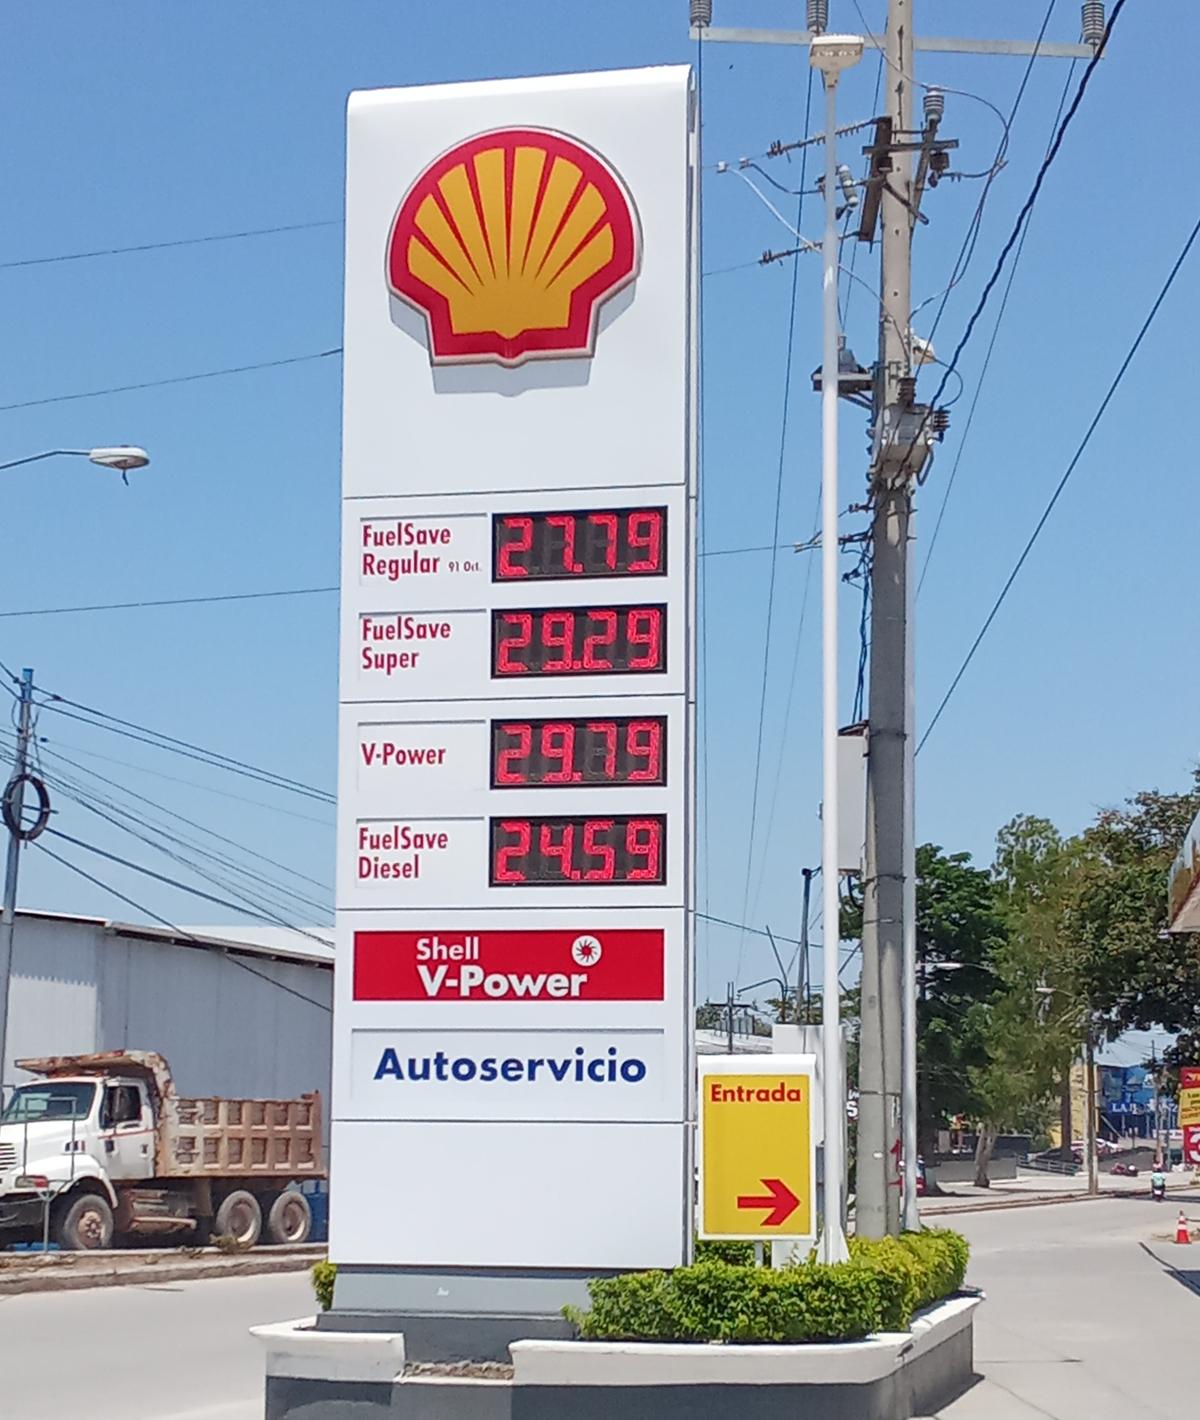 FuelSave
Regular 91 Oct.
27.79
FuelSave
Super
29.29
V-Power
29.79
FuelSave
Diesel
24.59
Shell
V-Power
Autoservicio
Entrada